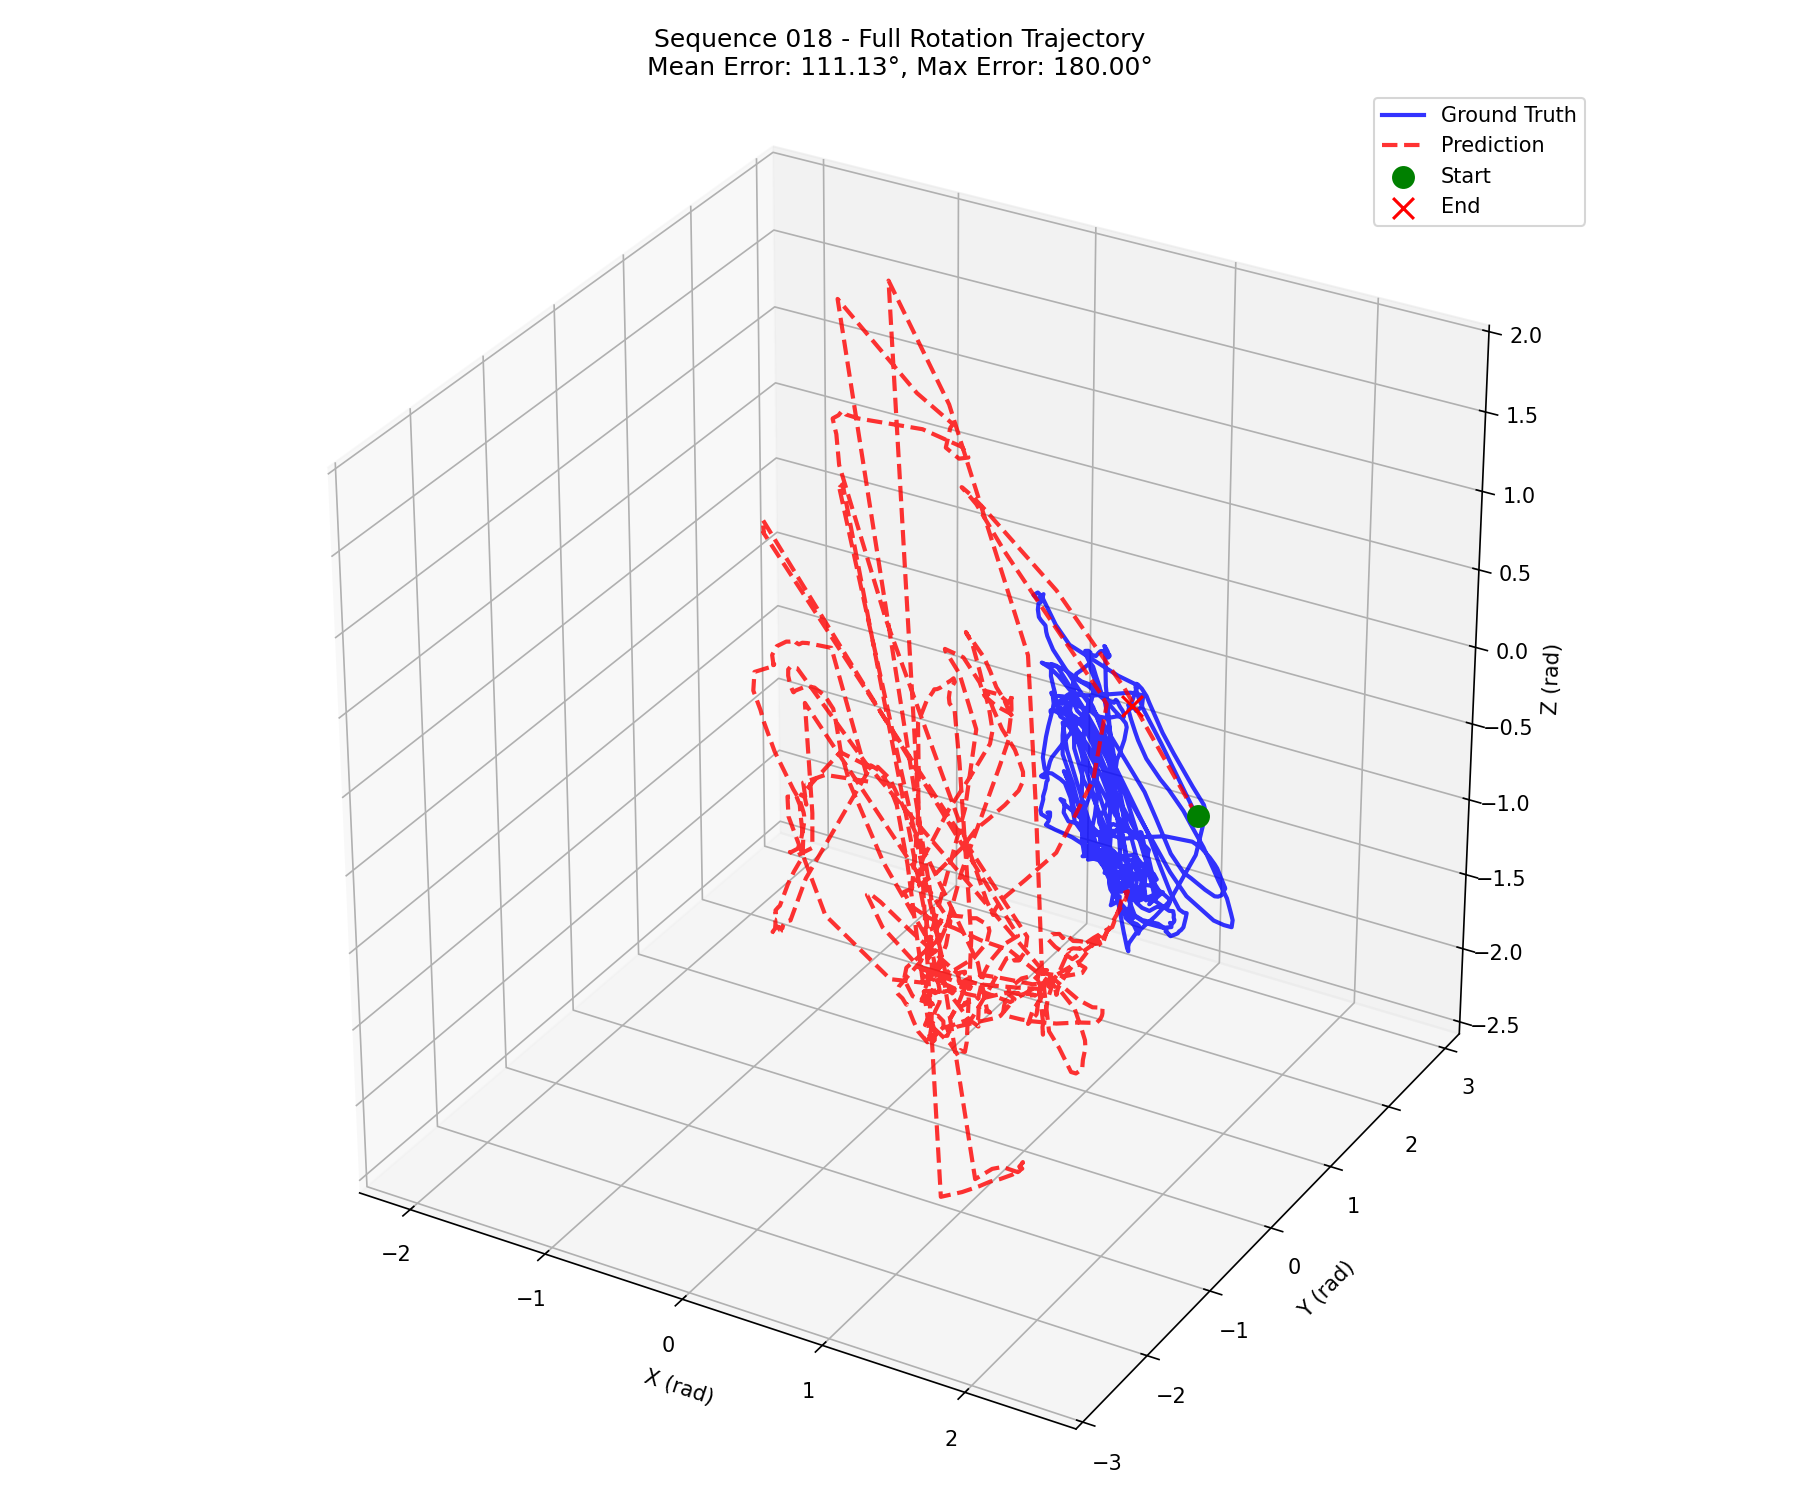 Sequence 018 - Full Rotation Trajectory
Mean Error: 111.13°, Max Error: 180.00°
Ground Truth
Prediction
Start
End
2.0
1.5
1.0
0.5
0.0
−0.5
−1.0
−1.5
−2.0
−2.5
Z (rad)
3
2
1
0
−1
−2
−3
Y (rad)
−2
−1
0
1
2
X (rad)